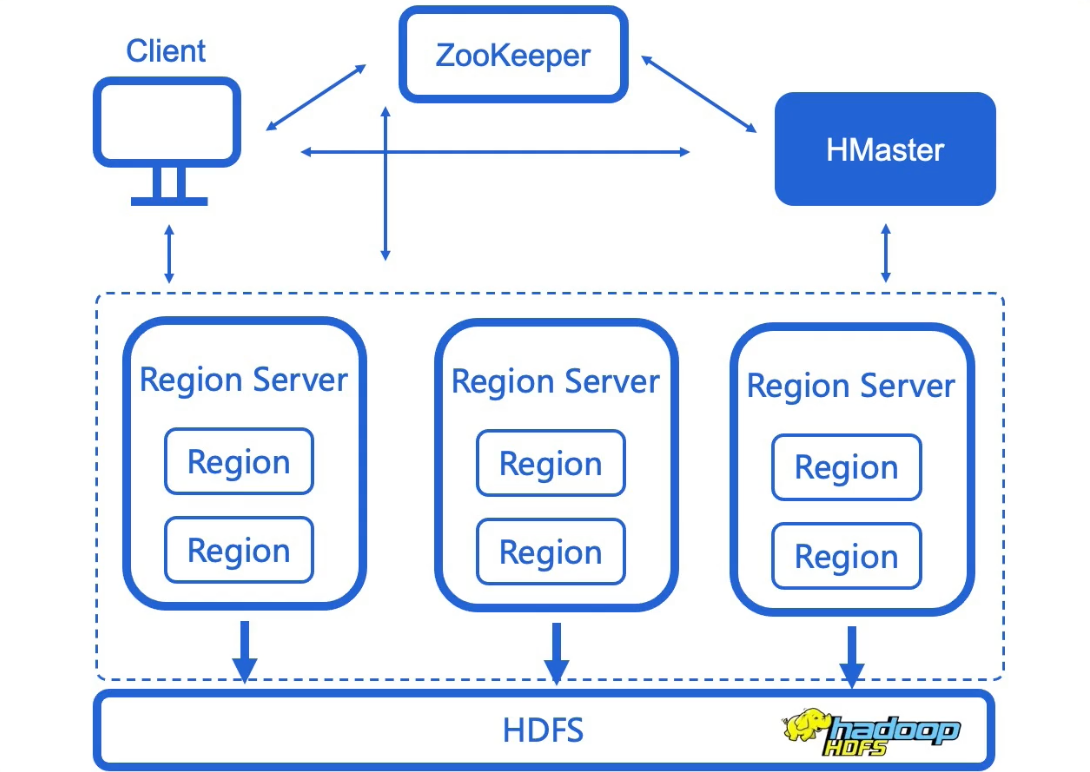 Client
ZooKeeper
HMaster
Region Server
Region Server
Region Server
Region
Region
Region
Region
Region
Region
HDFS
hadoop
HDFS